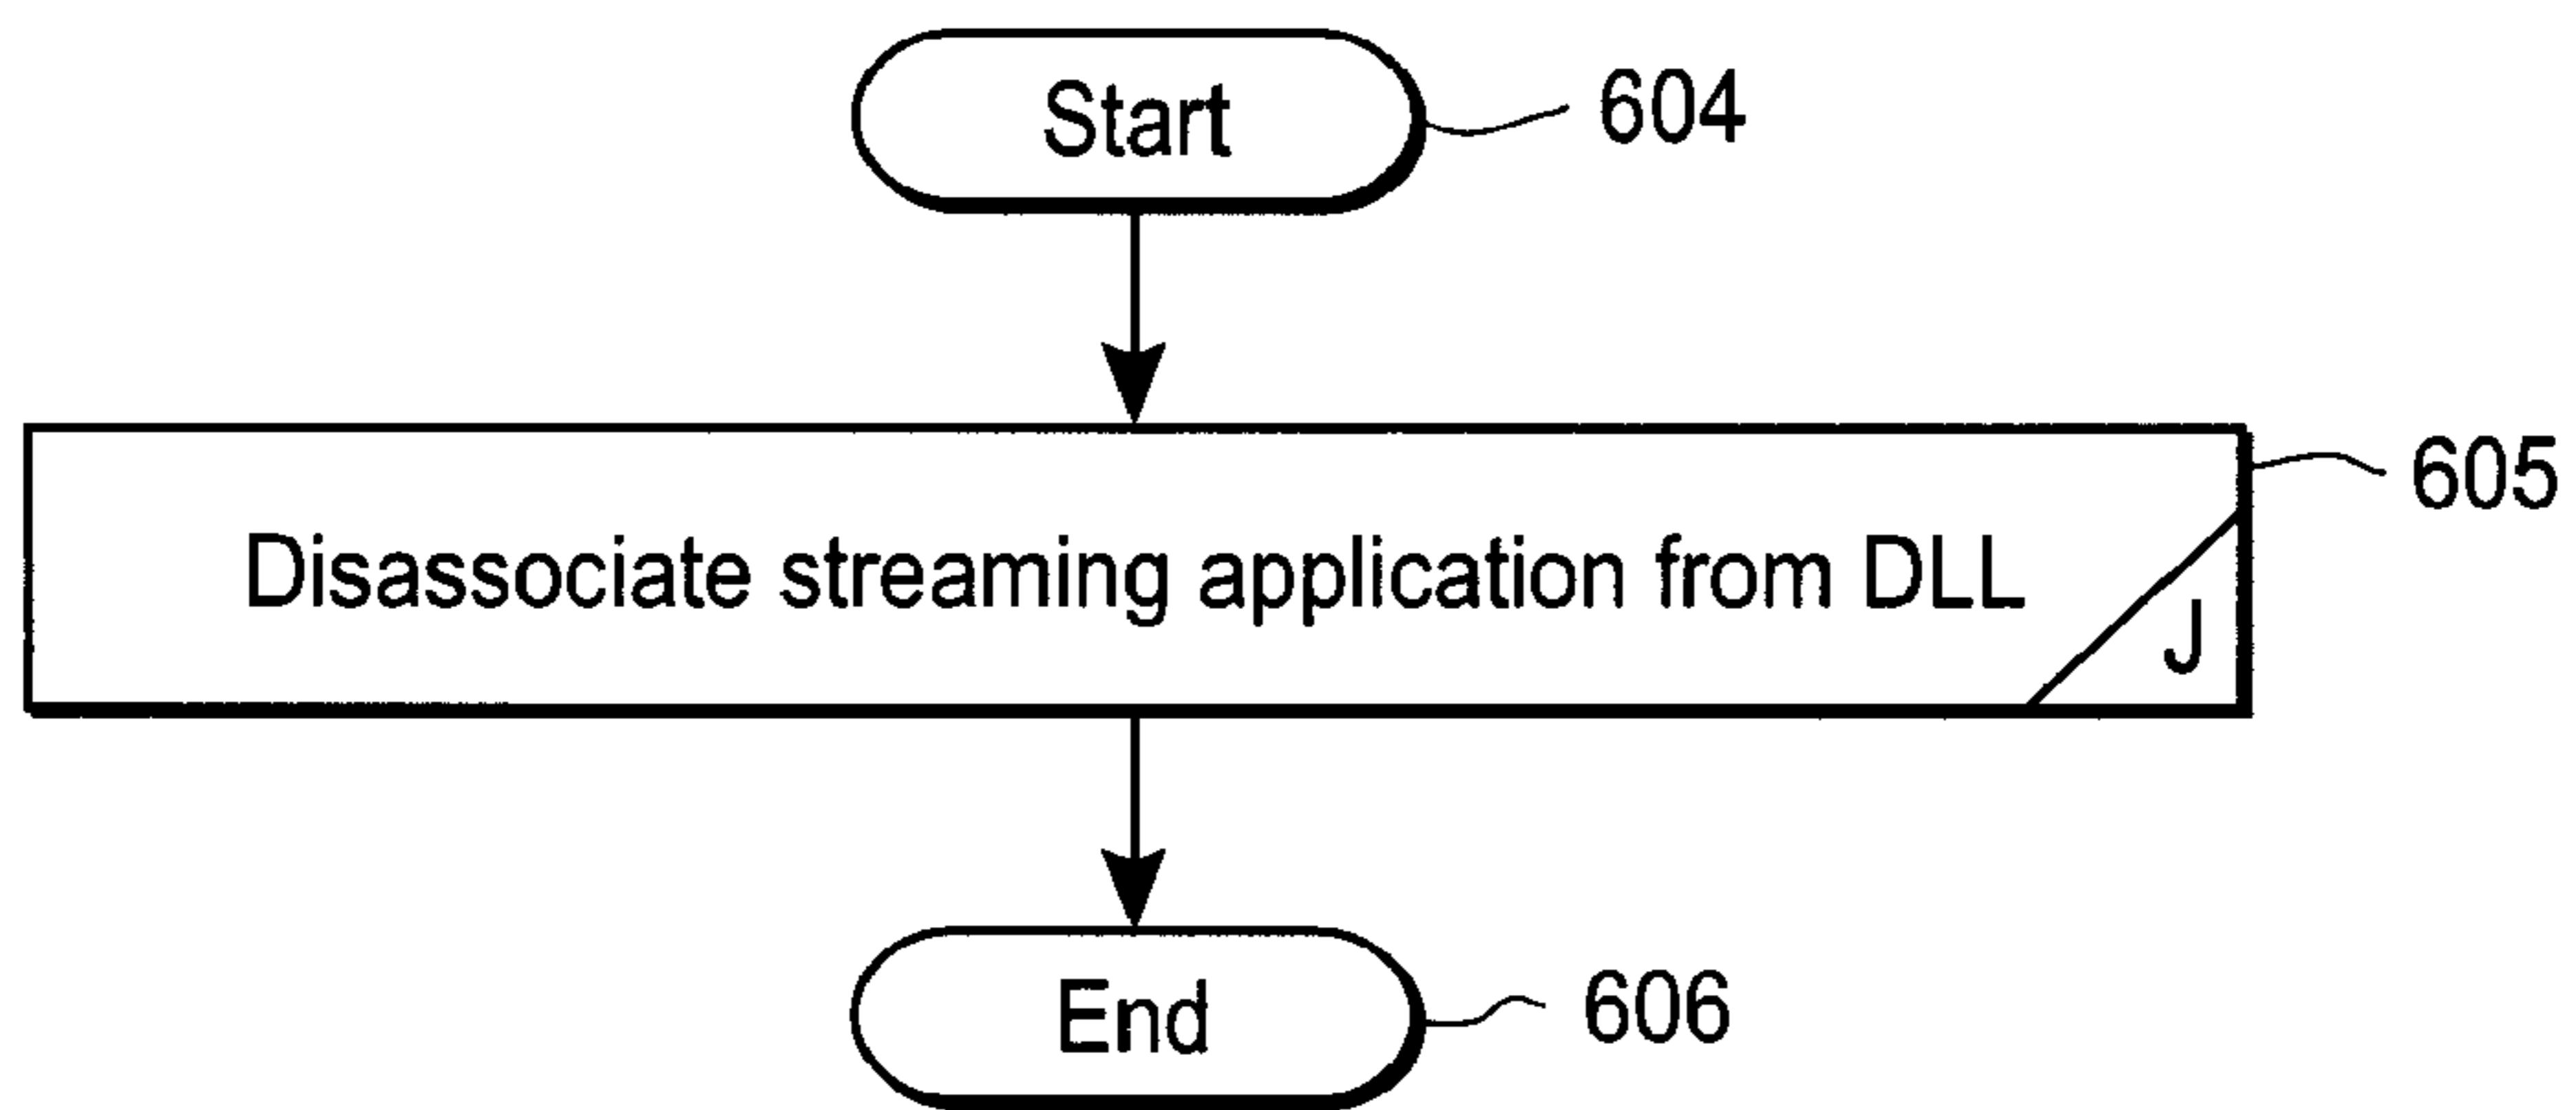 Start
604
605
Disassociate streaming application from DLL
J
End
606